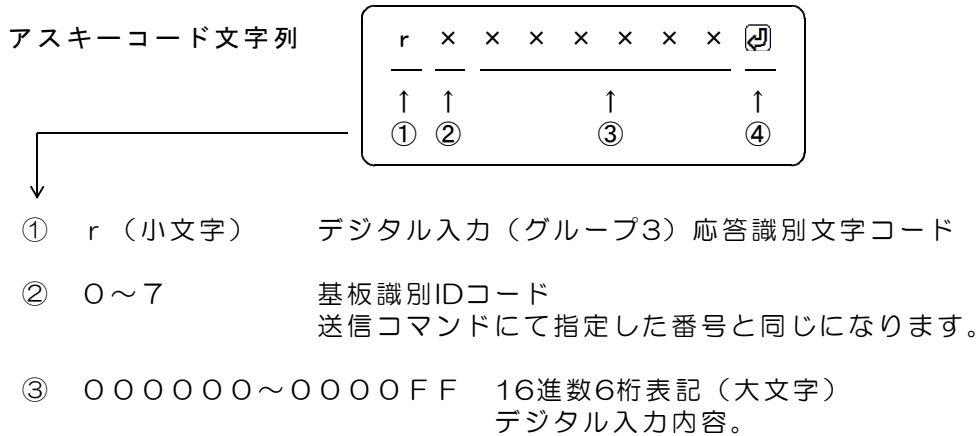 アスキーコード文字列
r × × × × × × × ⏎
↑ ↑ ↑ ↑
① ② ③ ④
① r（小文字） デジタル入力（グループ3）応答識別文字コード
② 0～7 基板識別IDコード
送信コマンドにて指定した番号と同じになります。
③ 000000～0000FF 16進数6桁表記（大文字）
デジタル入力内容。